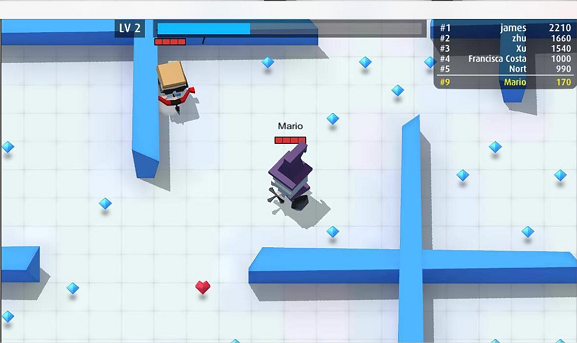 LV 2
#1 james 2210
#2 zhu 1660
#3 Xu 1540
#4 Francisca Costa 1000
#5 Nort 990
#9 Mario 170
Mario